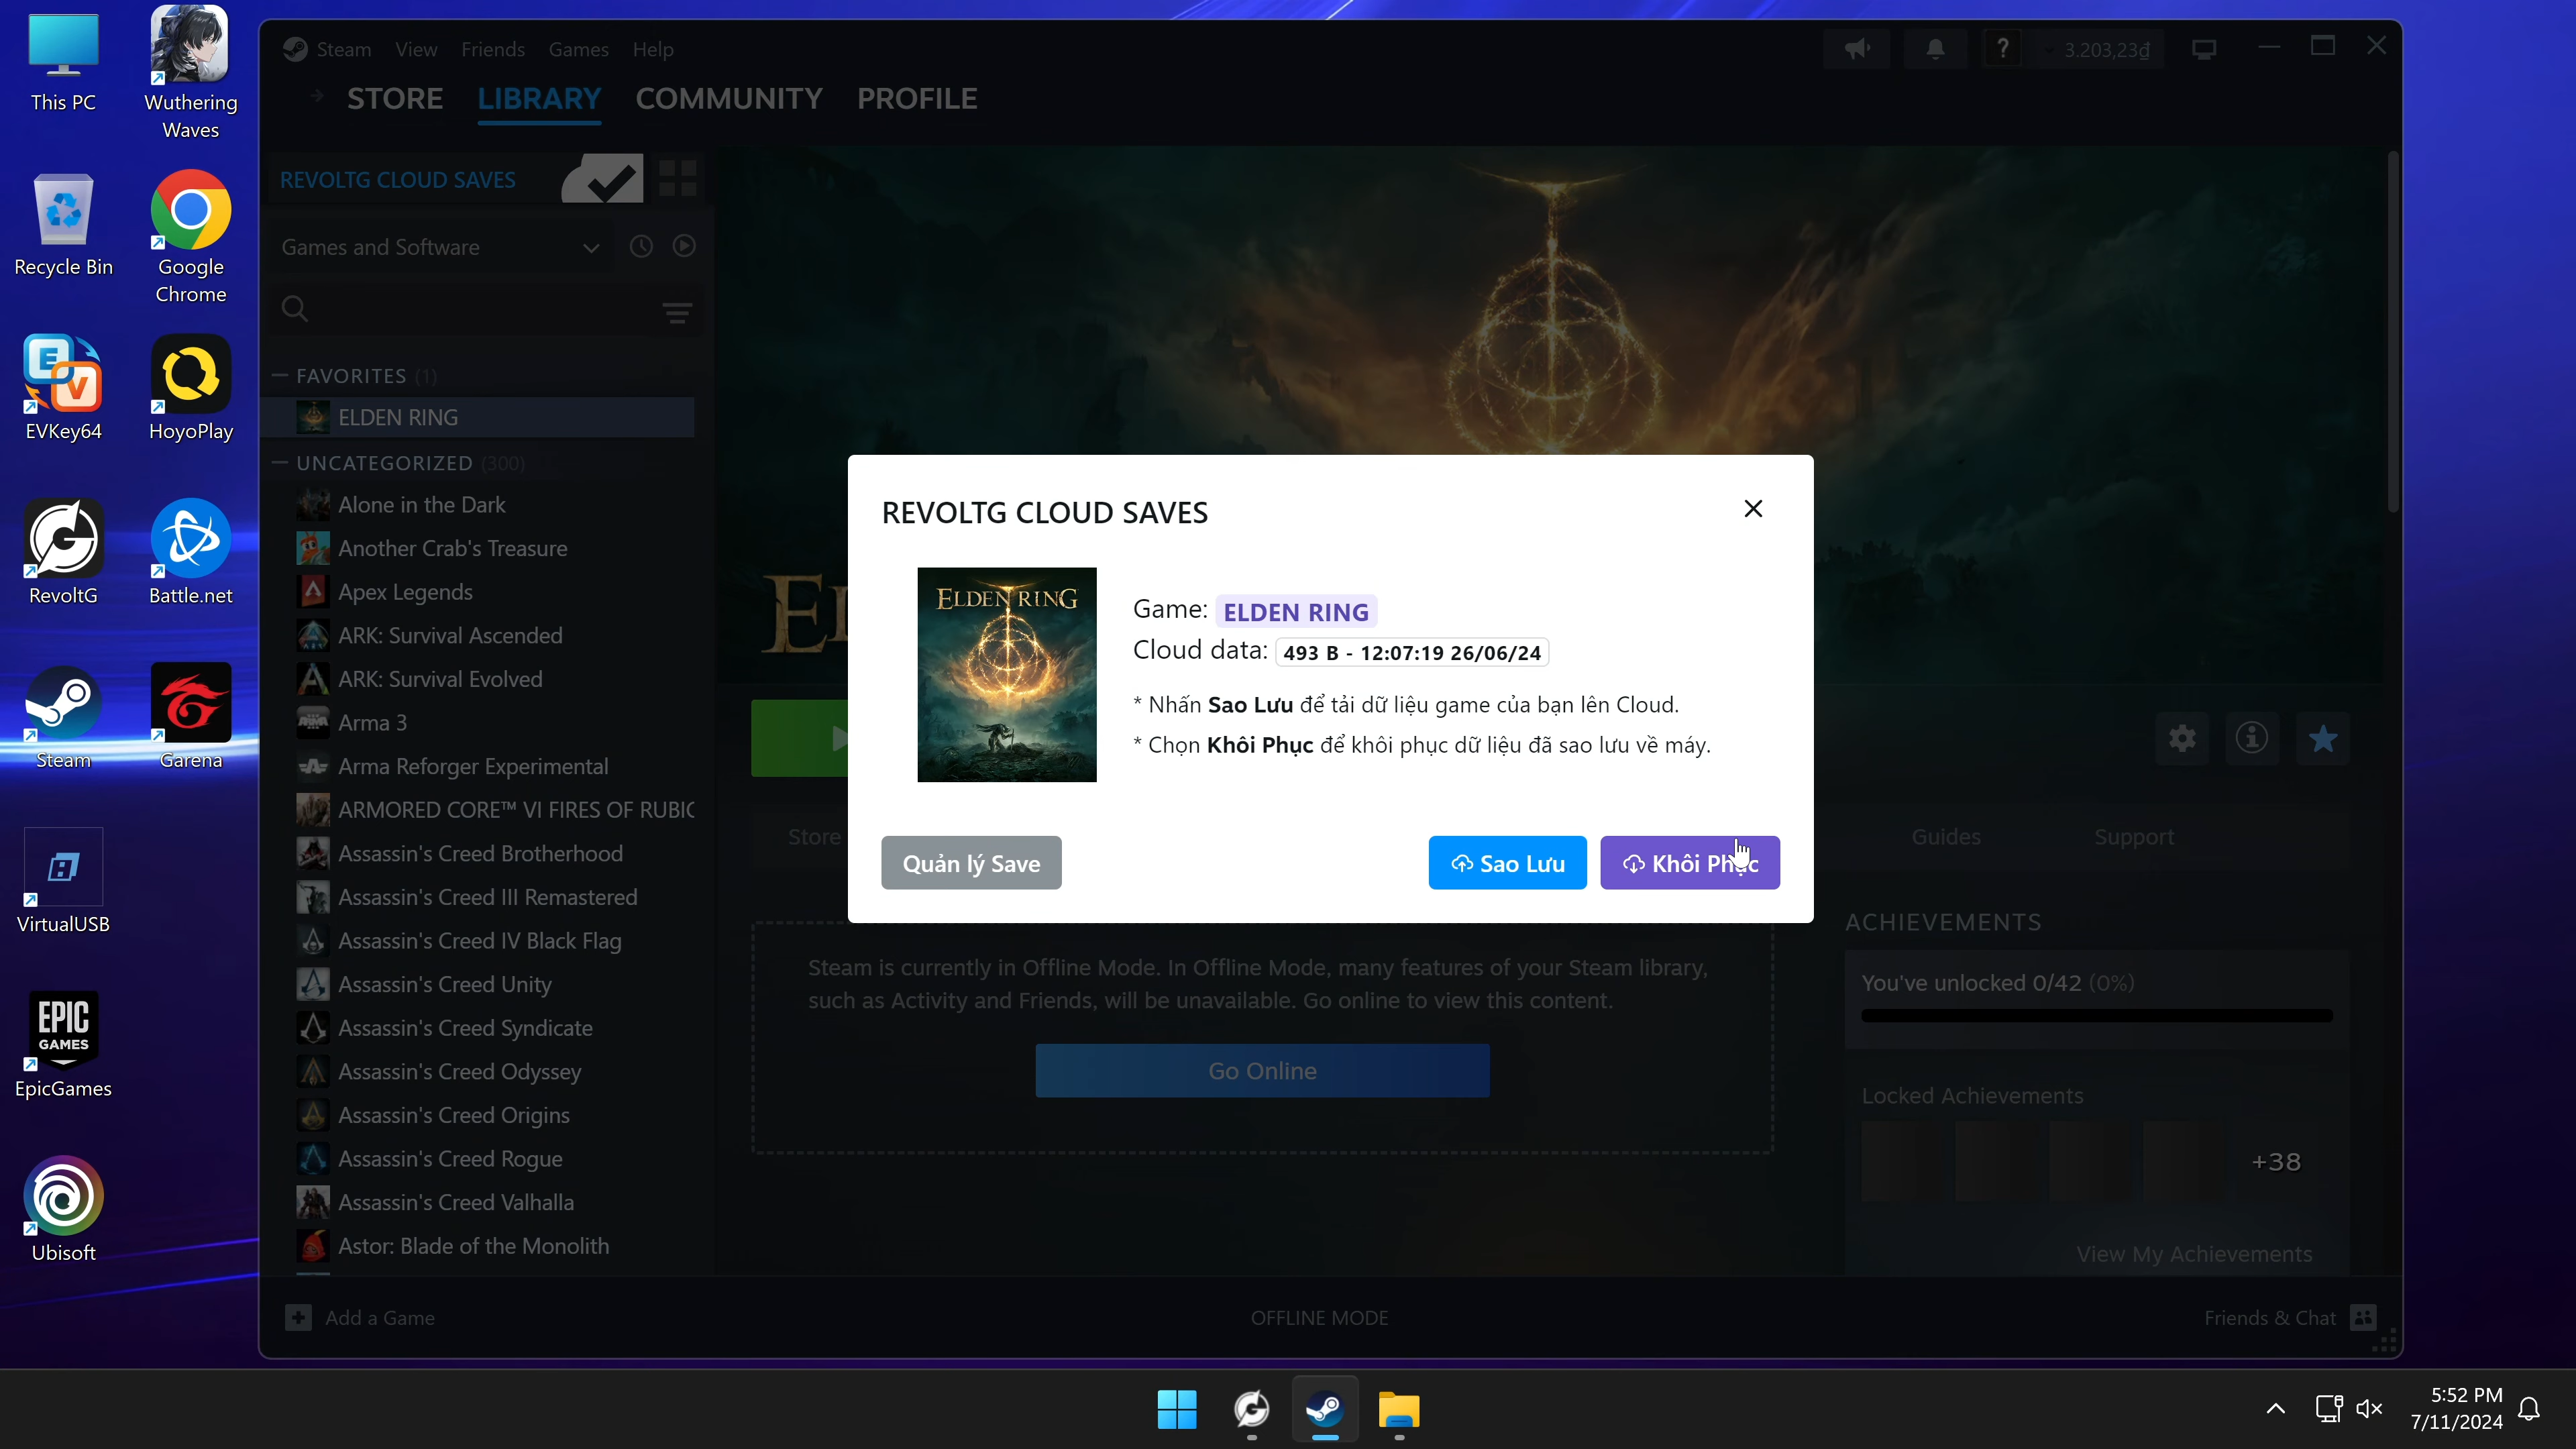 This PC
Wuthering
Waves
Recycle Bin
Google
Chrome
EVKey64
HoyoPlay
RevoltG
Battle.net
Steam
Garena
VirtualUSB
EPIC
GAMES
EpicGames
Ubisoft
Steam View Friends Games Help
? 3.203,23₫
STORE LIBRARY COMMUNITY PROFILE
REVOLTG CLOUD SAVES
Games and Software
FAVORITES (1)
ELDEN RING
UNCATEGORIZED (300)
Alone in the Dark
Another Crab's Treasure
Apex Legends
ARK: Survival Ascended
ARK: Survival Evolved
Arma 3
Arma Reforger Experimental
ARMORED CORE™ VI FIRES OF RUBIC
Assassin's Creed Brotherhood
Assassin's Creed III Remastered
Assassin's Creed IV Black Flag
Assassin's Creed Unity
Assassin's Creed Syndicate
Assassin's Creed Odyssey
Assassin's Creed Origins
Assassin's Creed Rogue
Assassin's Creed Valhalla
Astor: Blade of the Monolith
REVOLTG CLOUD SAVES
ELDEN RING
Game: ELDEN RING
Cloud data: 493 B - 12:07:19 26/06/24
* Nhấn Sao Lưu để tải dữ liệu game của bạn lên Cloud.
* Chọn Khôi Phục để khôi phục dữ liệu đã sao lưu về máy.
Quản lý Save
Sao Lưu
Khôi Phục
Store
Guides
Support
Steam is currently in Offline Mode. In Offline Mode, many features of your Steam library,
such as Activity and Friends, will be unavailable. Go online to view this content.
Go Online
ACHIEVEMENTS
You've unlocked 0/42 (0%)
Locked Achievements
+38
View My Achievements
Add a Game
OFFLINE MODE
Friends & Chat
5:52 PM
7/11/2024